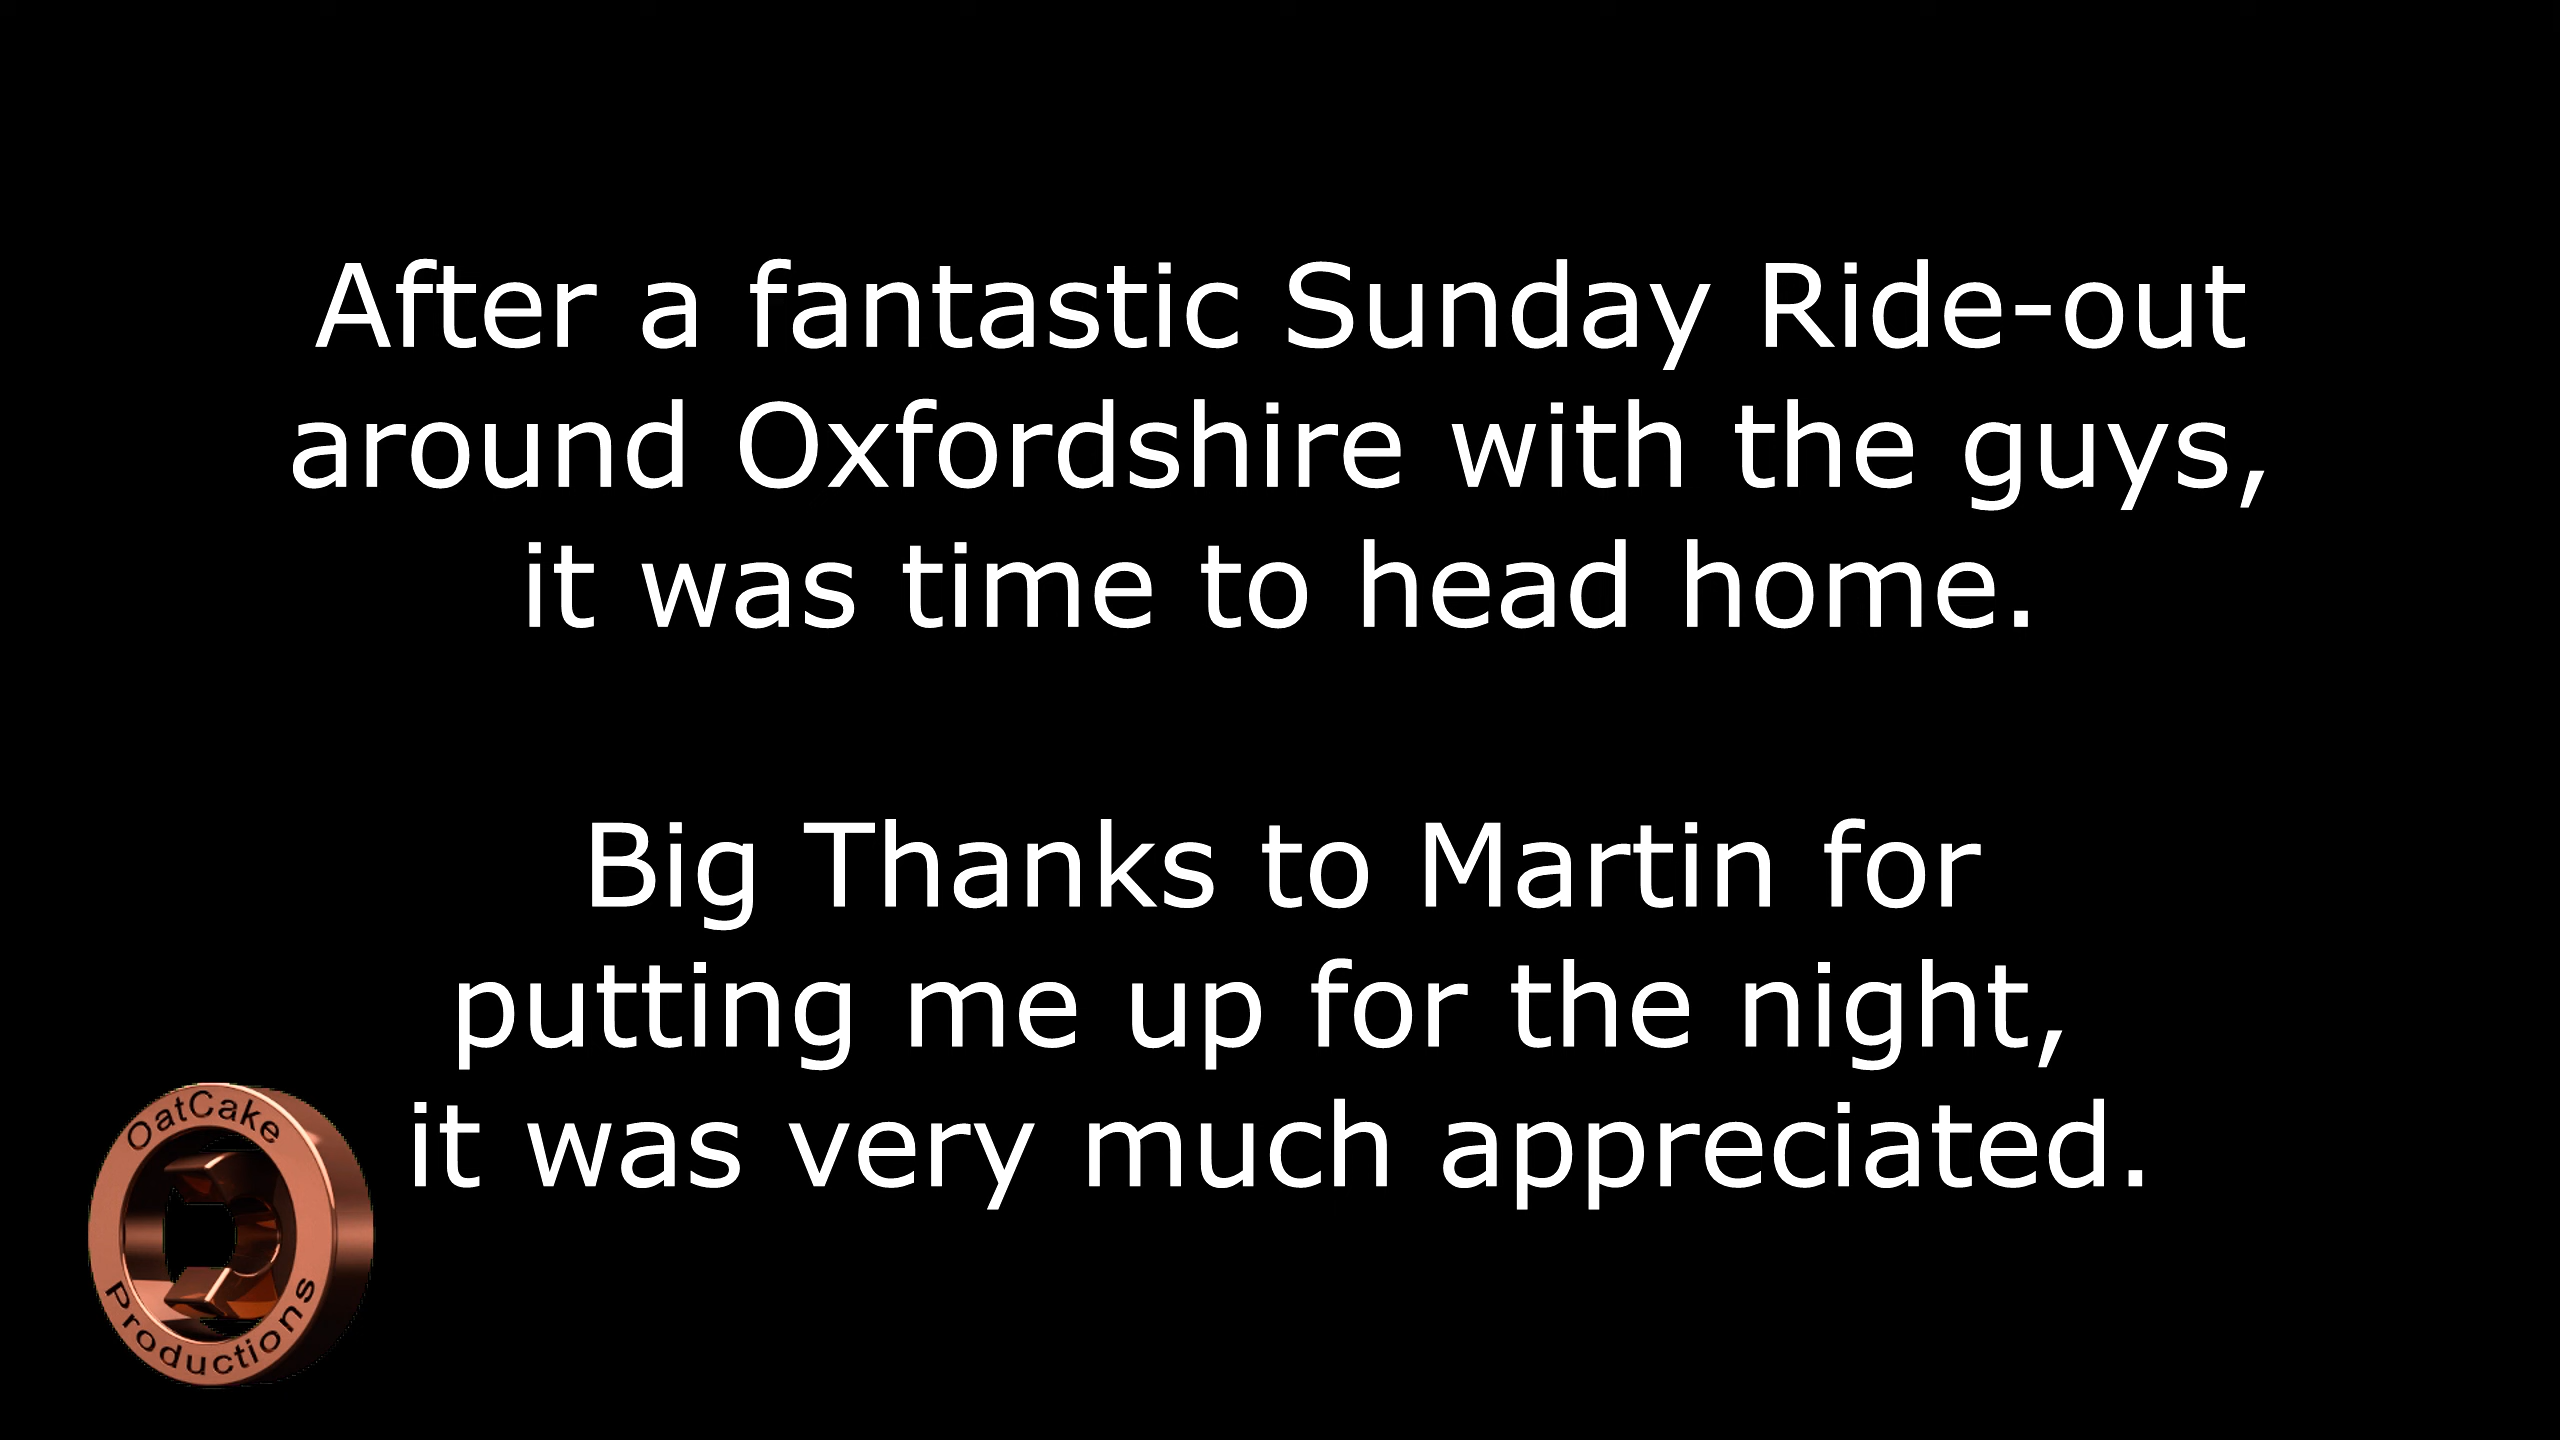 After a fantastic Sunday Ride-out
around Oxfordshire with the guys,
it was time to head home.
Big Thanks to Martin for
putting me up for the night,
it was very much appreciated.
OatCake
Productions